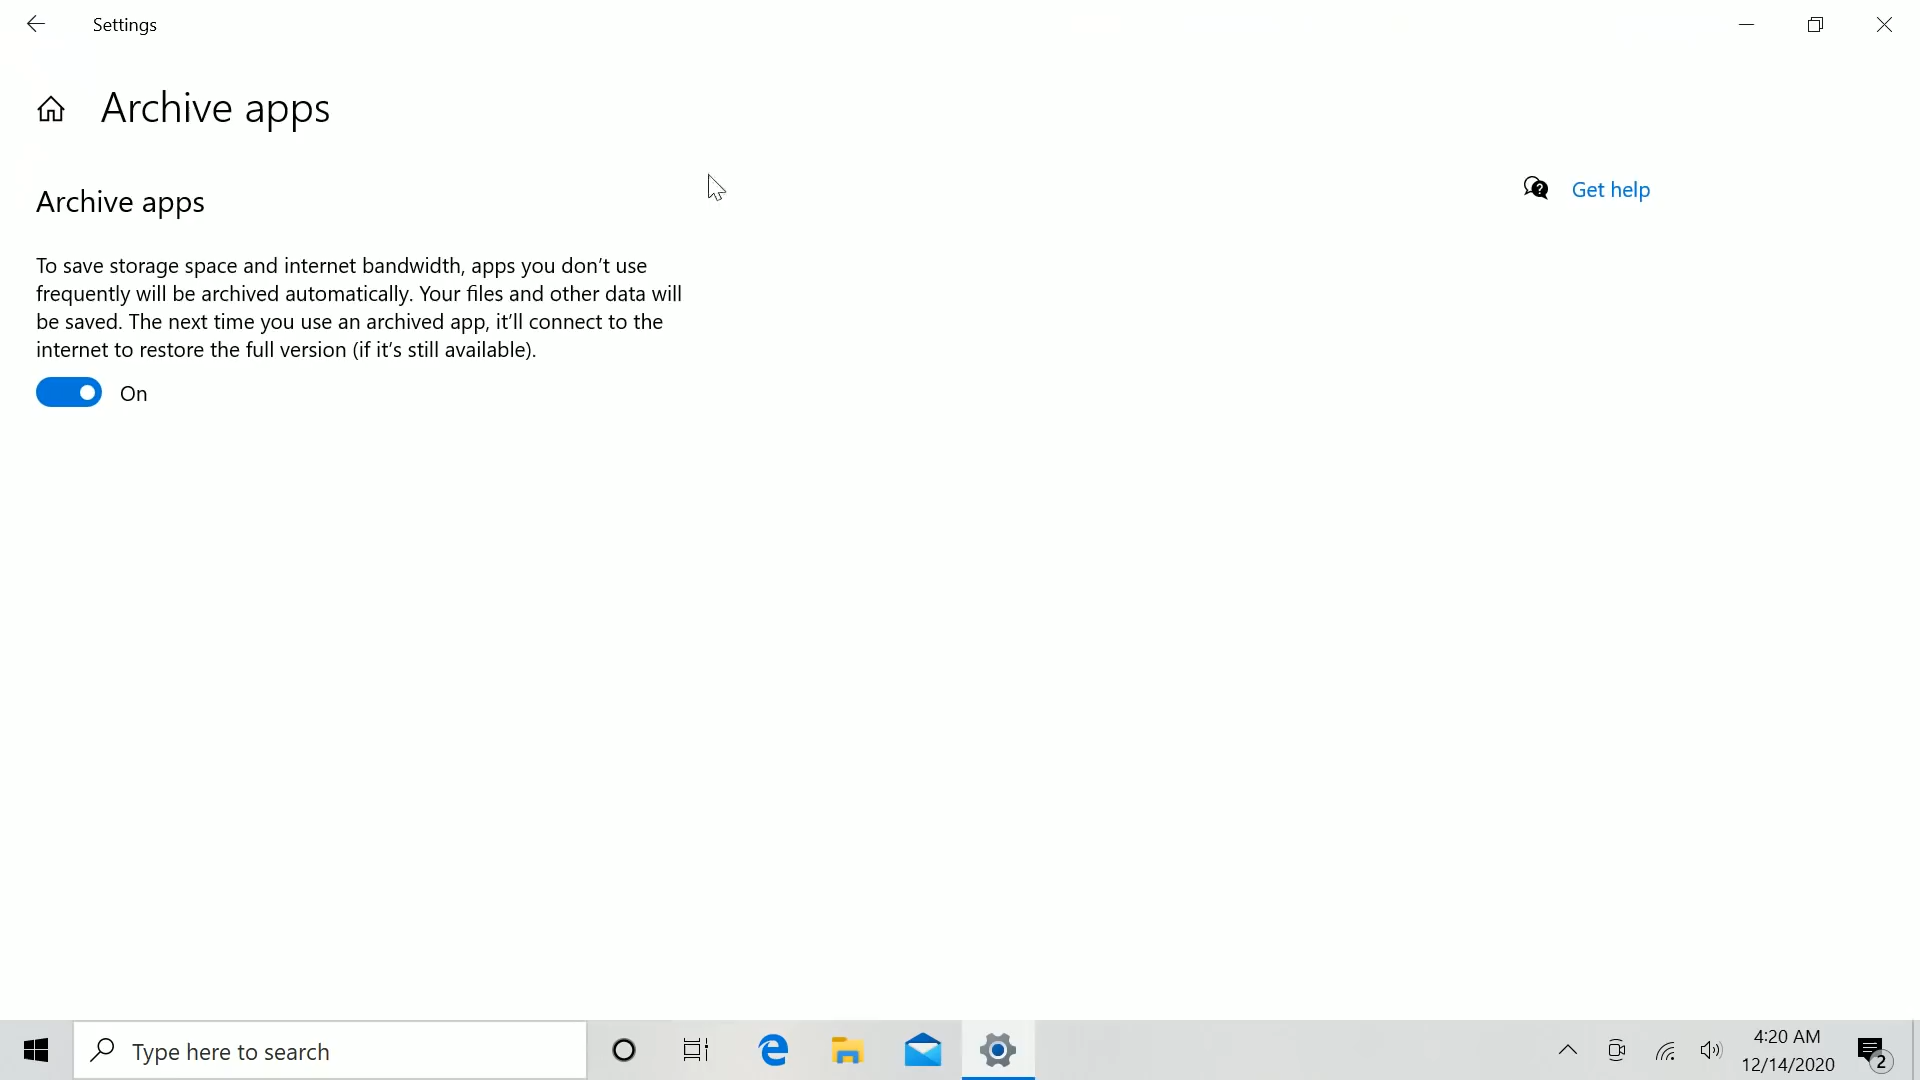 Settings
Archive apps
Archive apps
Get help
To save storage space and internet bandwidth, apps you don’t use
frequently will be archived automatically. Your files and other data will
be saved. The next time you use an archived app, it’ll connect to the
internet to restore the full version (if it’s still available).
On
Type here to search
4:20 AM
12/14/2020
2